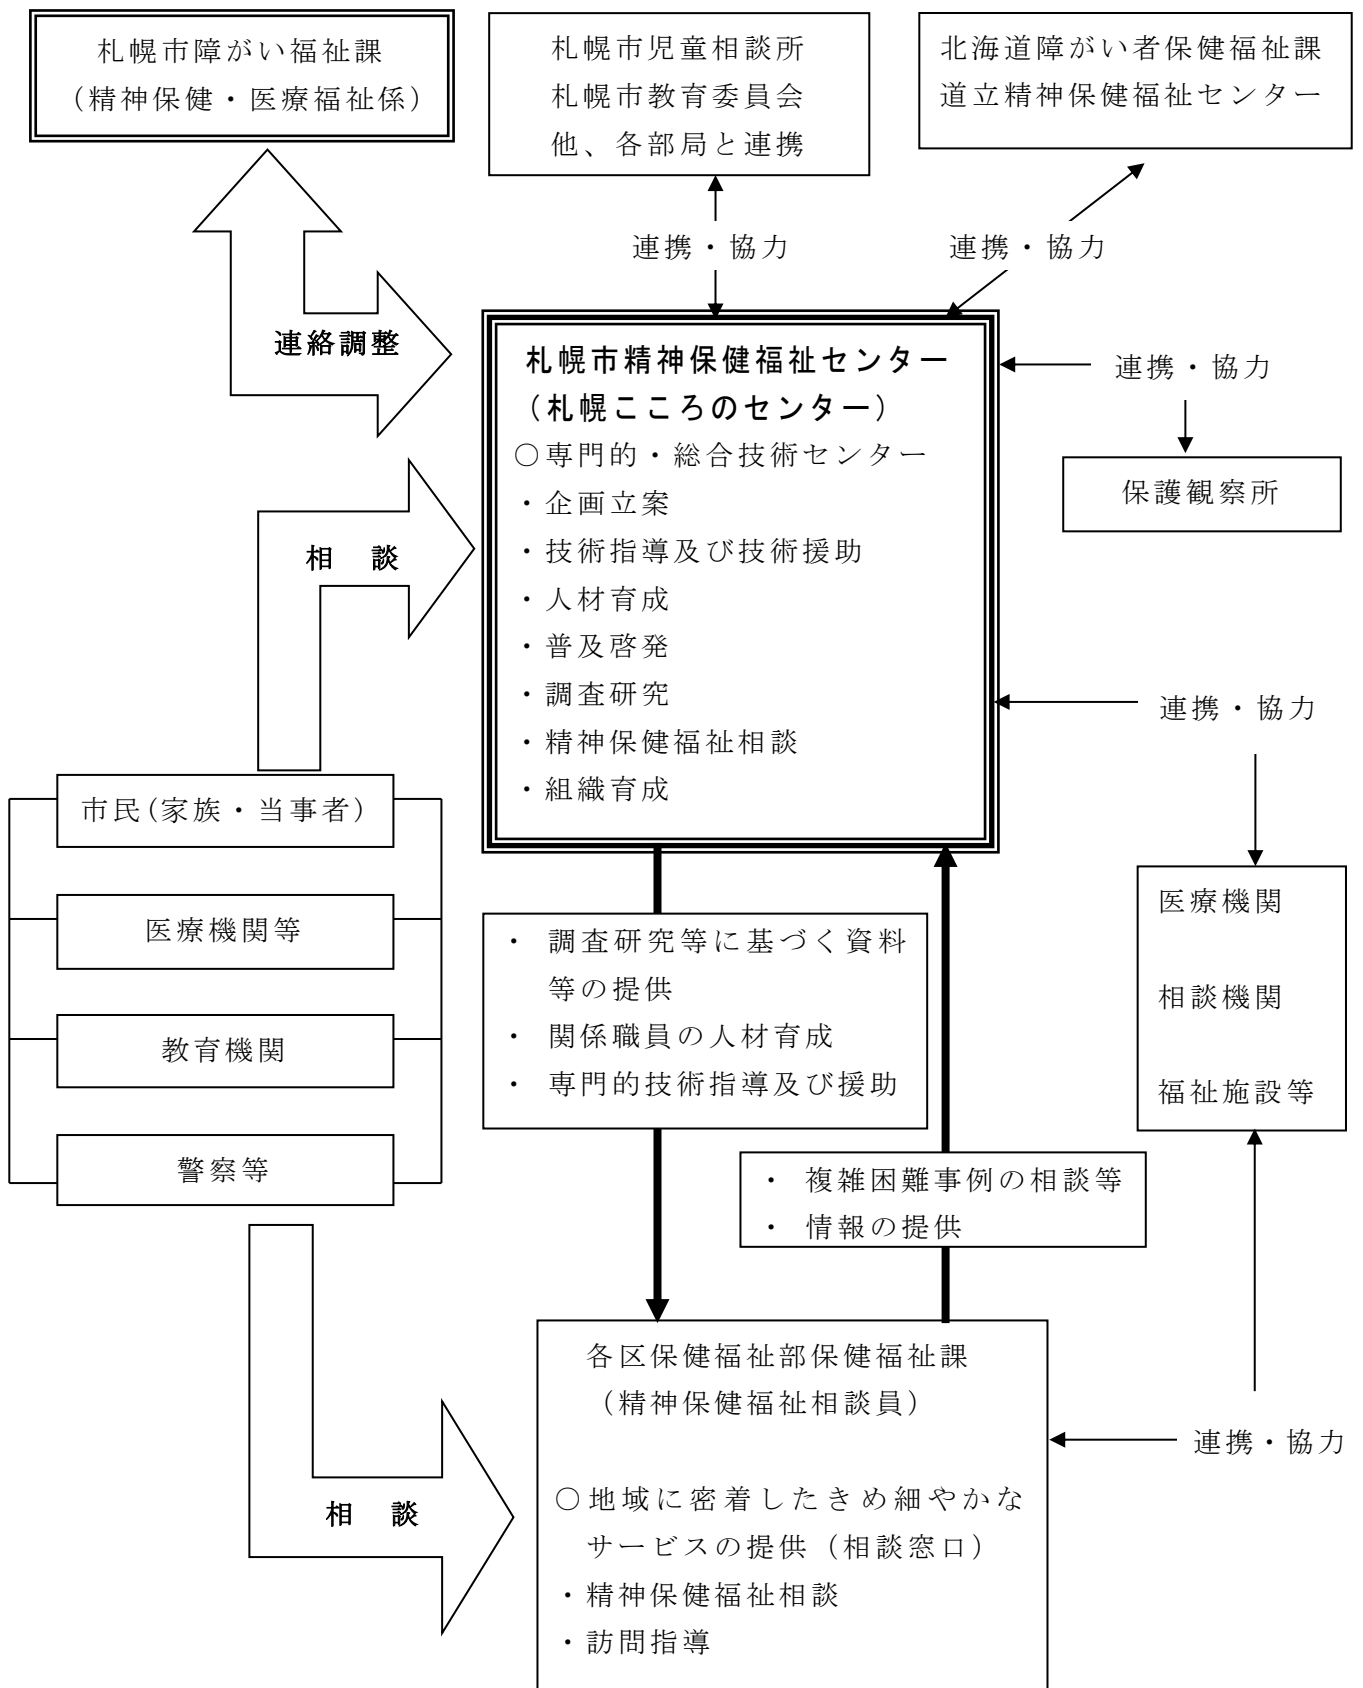 札幌市障がい福祉課
（精神保健・医療福祉係）
札幌市児童相談所
札幌市教育委員会
他、各部局と連携
北海道障がい者保健福祉課
道立精神保健福祉センター
連携・協力
連携・協力
連絡調整
札幌市精神保健福祉センター
（札幌こころのセンター）
○専門的・総合技術センター
・企画立案
・技術指導及び技術援助
・人材育成
・普及啓発
・調査研究
・精神保健福祉相談
・組織育成
連携・協力
保護観察所
相　談
連携・協力
市民（家族・当事者）
医療機関等
教育機関
警察等
医療機関
相談機関
福祉施設等
・ 調査研究等に基づく資料
等の提供
・ 関係職員の人材育成
・ 専門的技術指導及び援助
・ 複雑困難事例の相談等
・ 情報の提供
各区保健福祉部保健福祉課
（精神保健福祉相談員）
○地域に密着したきめ細やかな
サービスの提供（相談窓口）
・精神保健福祉相談
・訪問指導
連携・協力
相　談